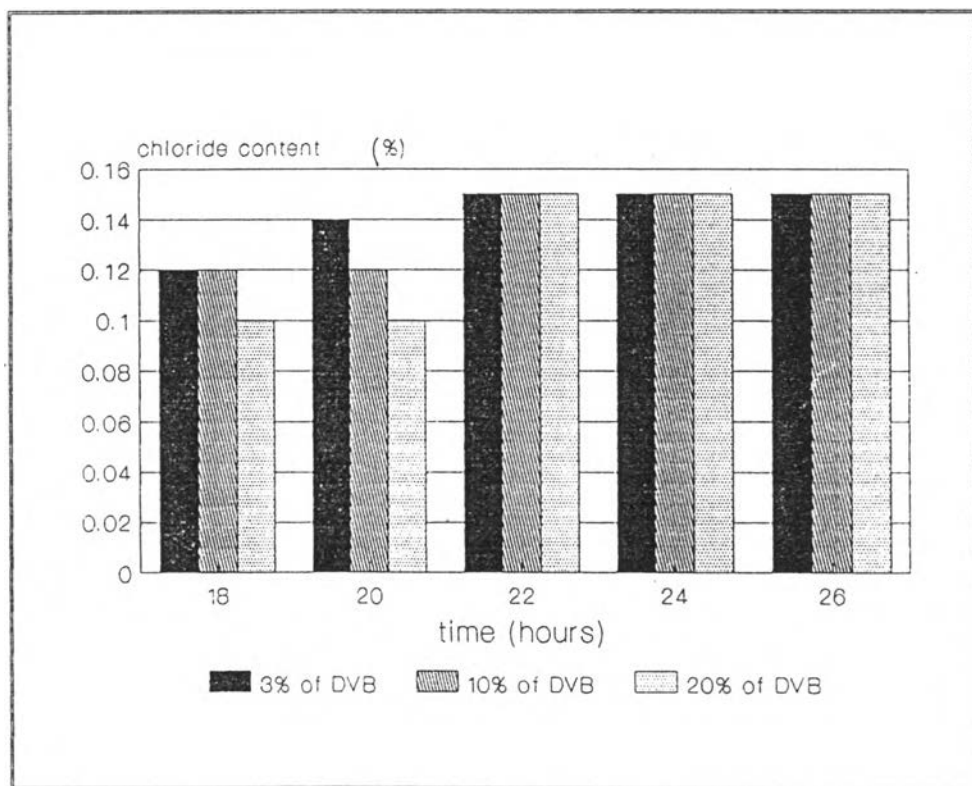 chloride content (%)
0.16
0.14
0.12
0.1
0.08
0.06
0.04
0.02
0
18 20 22 24 26
time (hours)
3% of DVB 10% of DVB 20% of DVB